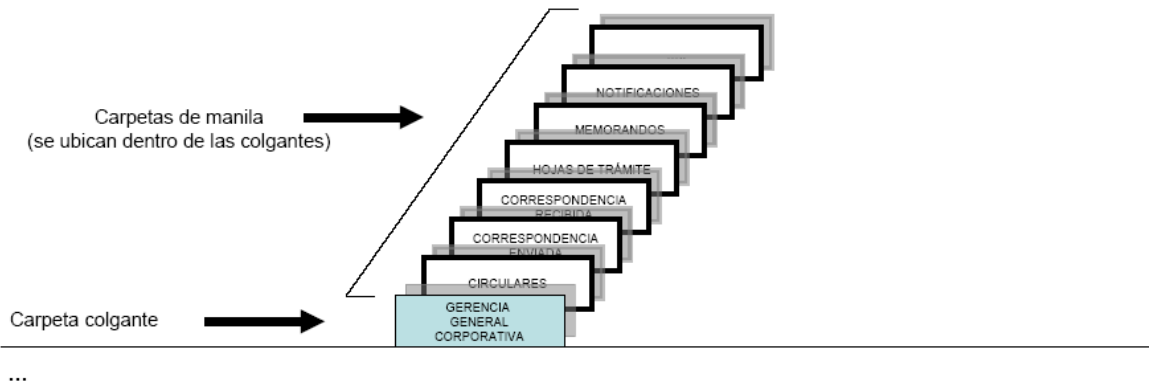 NOTIFICACIONES
MEMORANDOS
HOJAS DE TRÁMITE
CORRESPONDENCIA
RECIBIDA
CORRESPONDENCIA
ENVIADA
CIRCULARES
GERENCIA
GENERAL
CORPORATIVA
Carpetas de manila
(se ubican dentro de las colgantes)
Carpeta colgante
...